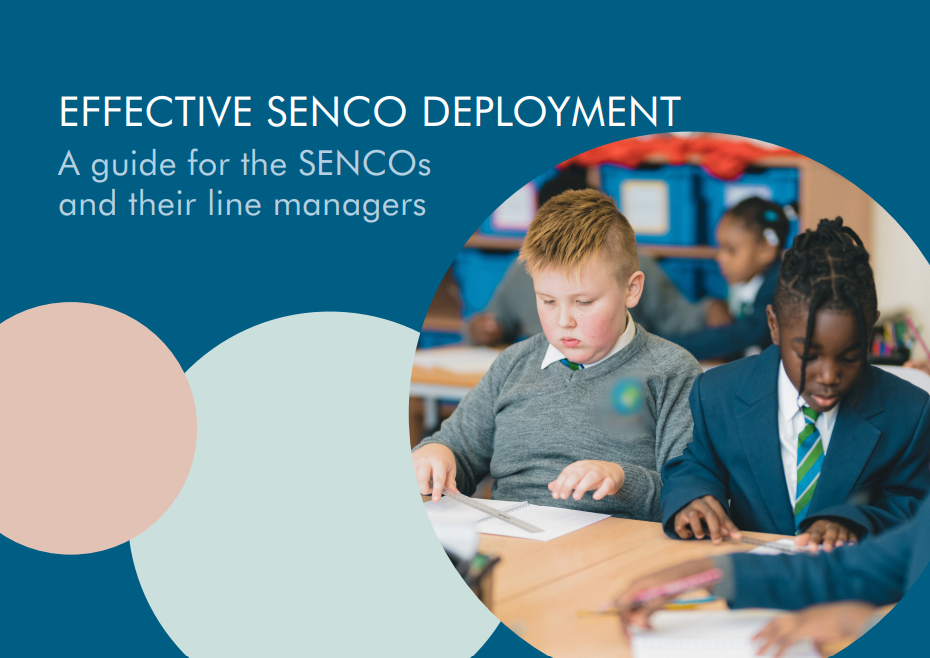 EFFECTIVE SENCO DEPLOYMENT
A guide for the SENCOs
and their line managers